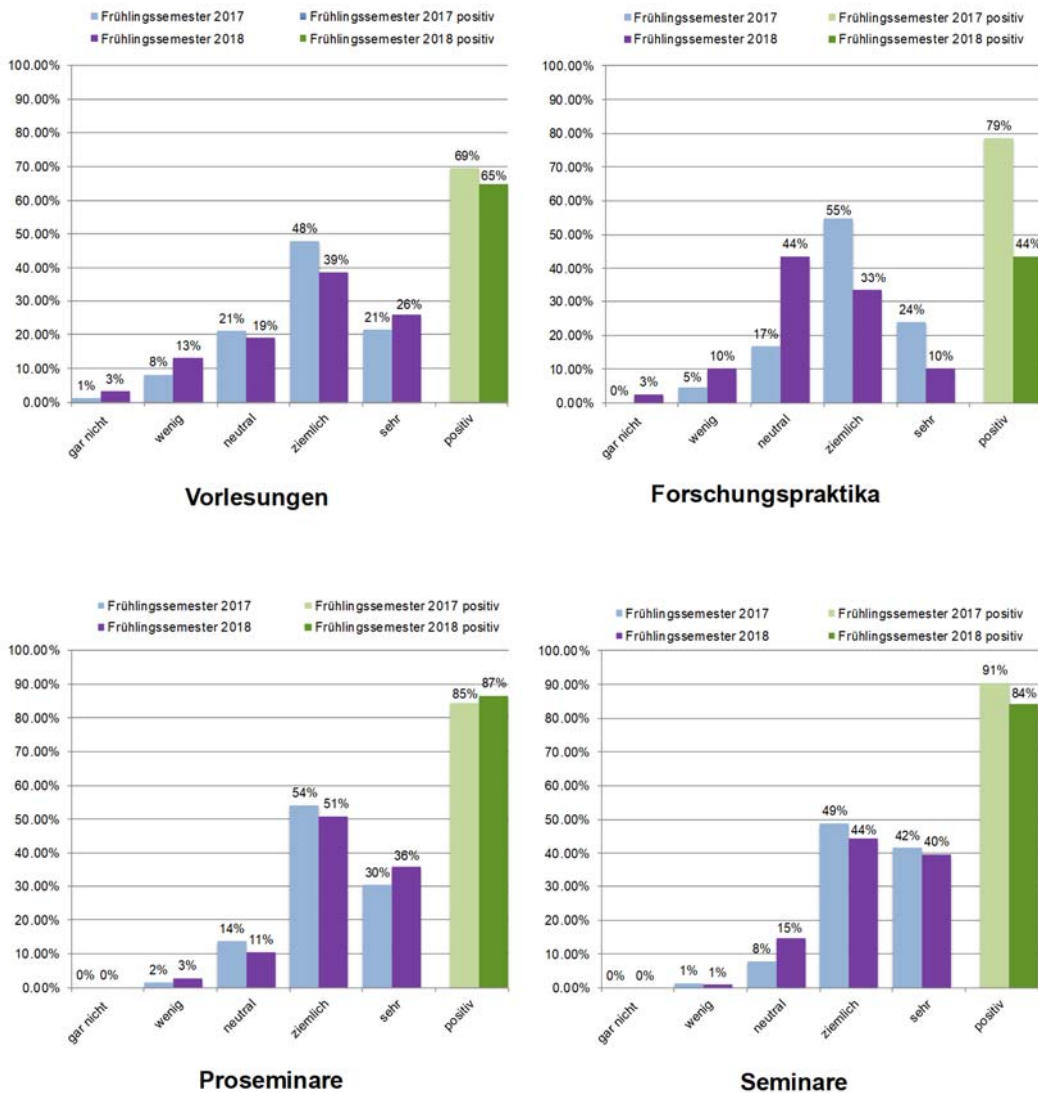 Frühlingssemester 2017 Frühlingssemester 2017 positiv
Frühlingssemester 2018 Frühlingssemester 2018 positiv
100.00%
90.00%
80.00%
70.00%
60.00%
50.00%
40.00%
30.00%
20.00%
10.00%
0.00%
1% 3% 8% 13% 21% 19% 48% 39% 21% 26% 69% 65%
gar nicht wenig neutral ziemlich sehr positiv
Vorlesungen
Frühlingssemester 2017 Frühlingssemester 2017 positiv
Frühlingssemester 2018 Frühlingssemester 2018 positiv
100.00%
90.00%
80.00%
70.00%
60.00%
50.00%
40.00%
30.00%
20.00%
10.00%
0.00%
0% 3% 5% 10% 17% 44% 55% 33% 24% 10% 79% 44%
gar nicht wenig neutral ziemlich sehr positiv
Forschungspraktika
Frühlingssemester 2017 Frühlingssemester 2017 positiv
Frühlingssemester 2018 Frühlingssemester 2018 positiv
100.00%
90.00%
80.00%
70.00%
60.00%
50.00%
40.00%
30.00%
20.00%
10.00%
0.00%
0% 0% 2% 3% 14% 11% 54% 51% 30% 36% 85% 87%
gar nicht wenig neutral ziemlich sehr positiv
Proseminare
Frühlingssemester 2017 Frühlingssemester 2017 positiv
Frühlingssemester 2018 Frühlingssemester 2018 positiv
100.00%
90.00%
80.00%
70.00%
60.00%
50.00%
40.00%
30.00%
20.00%
10.00%
0.00%
0% 0% 1% 1% 8% 15% 49% 44% 42% 40% 91% 84%
gar nicht wenig neutral ziemlich sehr positiv
Seminare